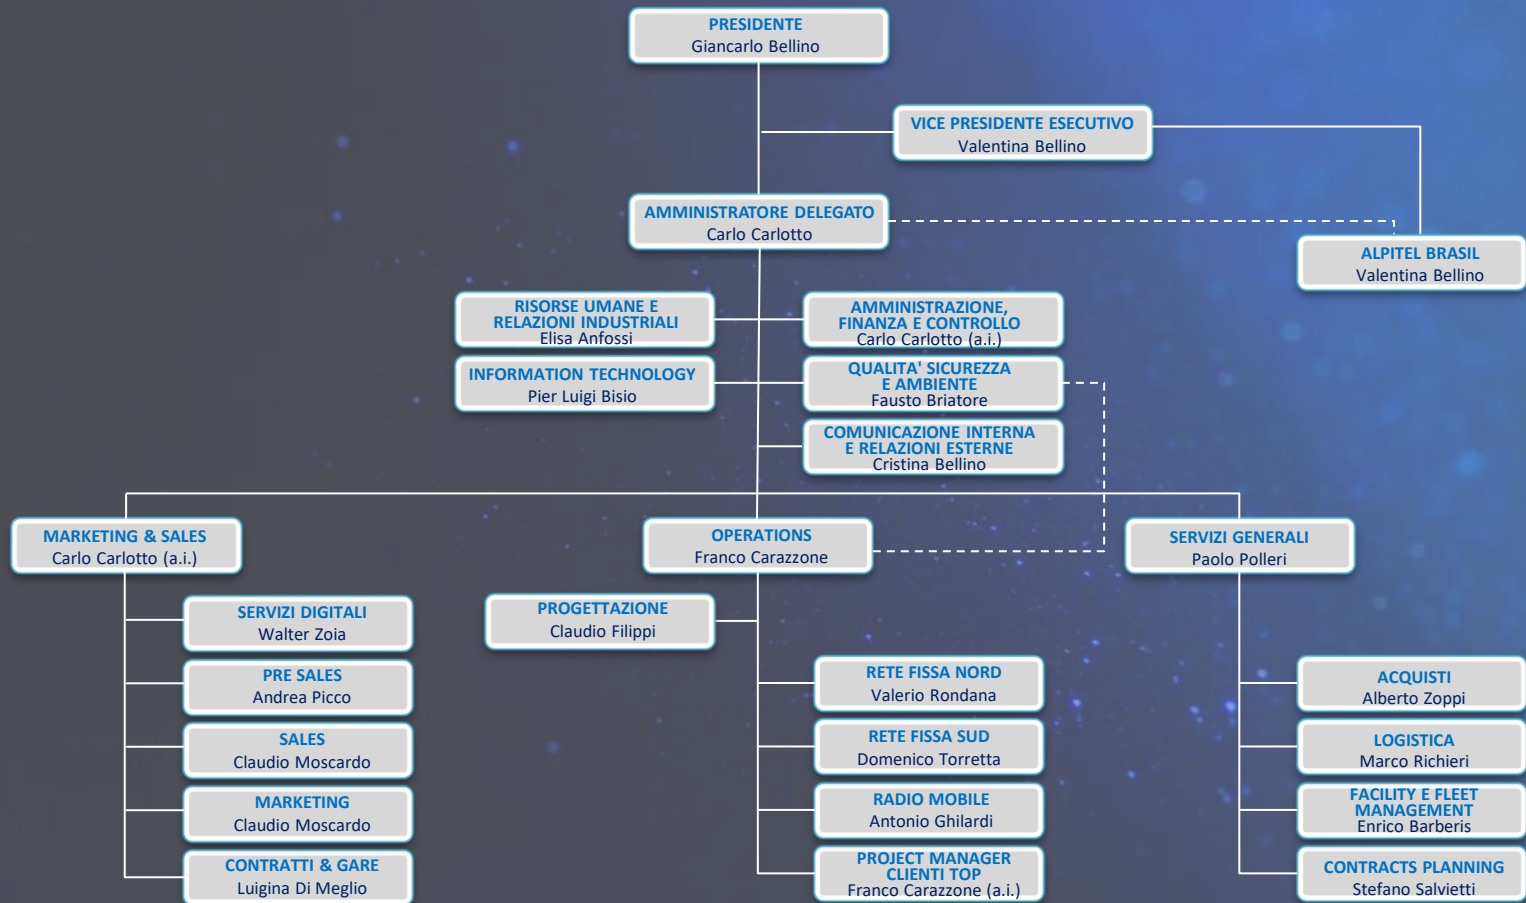 PRESIDENTE
Giancarlo Bellino
VICE PRESIDENTE ESECUTIVO
Valentina Bellino
AMMINISTRATORE DELEGATO
Carlo Carlotto
ALPITEL BRASIL
Valentina Bellino
RISORSE UMANE E
RELAZIONI INDUSTRIALI
Elisa Anfossi
AMMINISTRAZIONE,
FINANZA E CONTROLLO
Carlo Carlotto (a.i.)
INFORMATION TECHNOLOGY
Pier Luigi Bisio
QUALITA' SICUREZZA
E AMBIENTE
Fausto Briatore
COMUNICAZIONE INTERNA
E RELAZIONI ESTERNE
Cristina Bellino
MARKETING & SALES
Carlo Carlotto (a.i.)
OPERATIONS
Franco Carazzone
SERVIZI GENERALI
Paolo Polleri
SERVIZI DIGITALI
Walter Zoia
PRE SALES
Andrea Picco
SALES
Claudio Moscardo
MARKETING
Claudio Moscardo
CONTRATTI & GARE
Luigina Di Meglio
PROGETTAZIONE
Claudio Filippi
RETE FISSA NORD
Valerio Rondana
RETE FISSA SUD
Domenico Torretta
RADIO MOBILE
Antonio Ghilardi
PROJECT MANAGER
CLIENTI TOP
Franco Carazzone (a.i.)
ACQUISTI
Alberto Zoppi
LOGISTICA
Marco Richieri
FACILITY E FLEET
MANAGEMENT
Enrico Barberis
CONTRACTS PLANNING
Stefano Salvietti